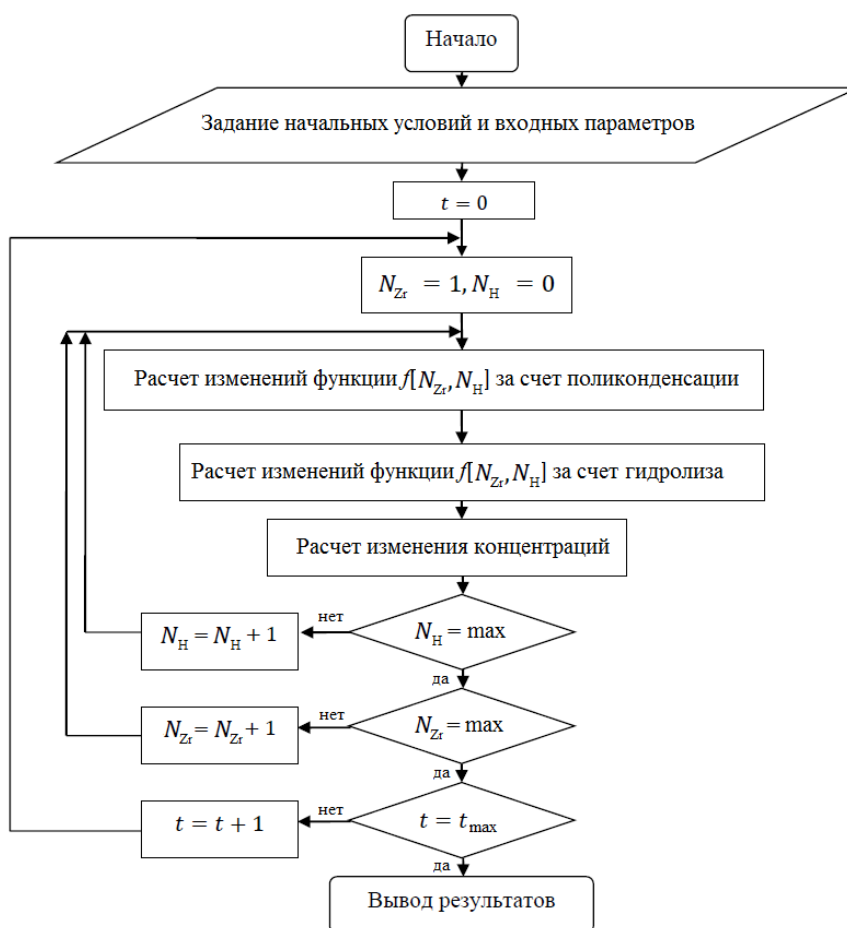 Начало
Задание начальных условий и входных параметров
t = 0
N_Zr = 1, N_H = 0
Расчет изменений функции f[N_Zr, N_H] за счет поликонденсации
Расчет изменений функции f[N_Zr, N_H] за счет гидролиза
Расчет изменения концентраций
N_H = N_H + 1
нет
N_H = max
да
N_Zr = N_Zr + 1
нет
N_Zr = max
да
t = t + 1
нет
t = t_max
да
Вывод результатов